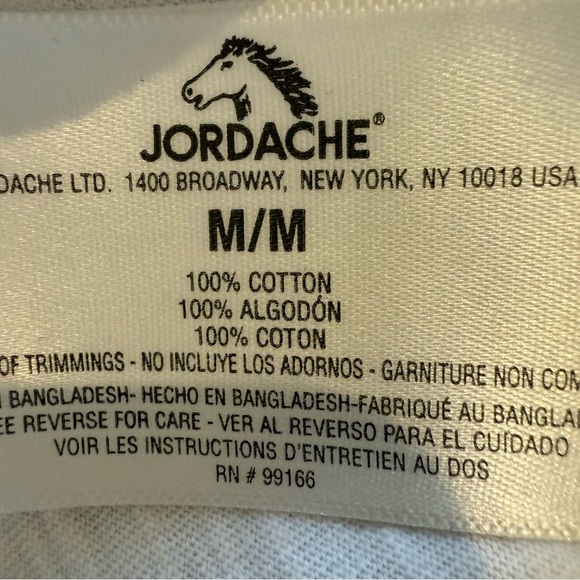 JORDACHE®
DACHE LTD. 1400 BROADWAY, NEW YORK, NY 10018 USA
M/M
100% COTTON
100% ALGODÓN
100% COTON
OF TRIMMINGS - NO INCLUYE LOS ADORNOS - GARNITURE NON COM
BANGLADESH- HECHO EN BANGLADESH-FABRIQUÉ AU BANGLAD
EE REVERSE FOR CARE - VER AL REVERSO PARA EL CUIDADO
VOIR LES INSTRUCTIONS D'ENTRETIEN AU DOS
RN # 99166